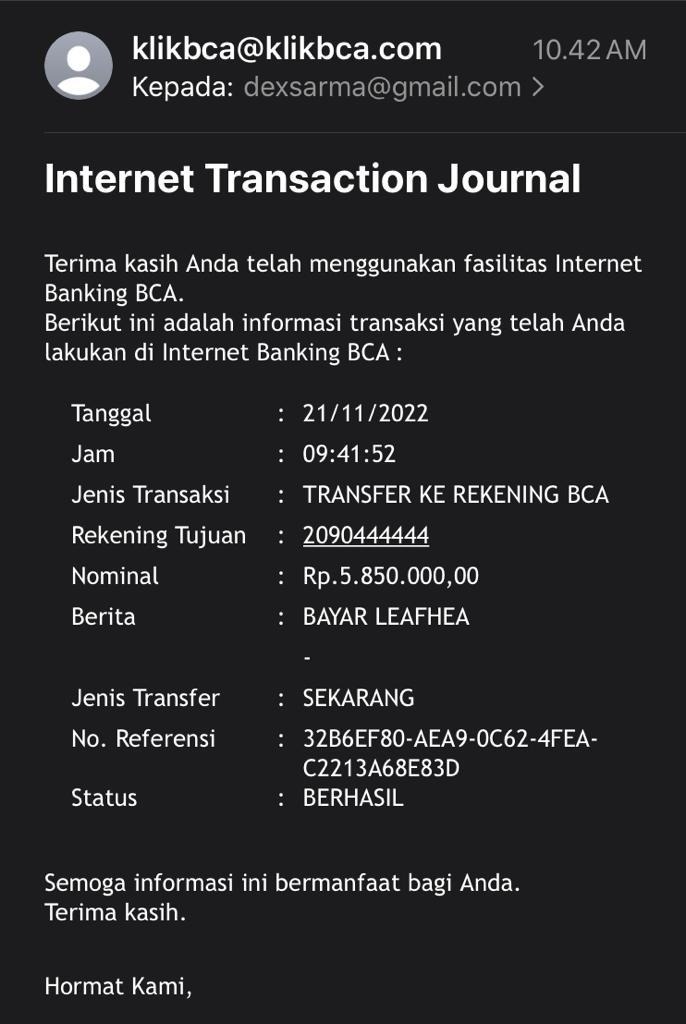 klikbca@klikbca.com 10.42 AM
Kepada: dexsarma@gmail.com >
Internet Transaction Journal
Terima kasih Anda telah menggunakan fasilitas Internet
Banking BCA.
Berikut ini adalah informasi transaksi yang telah Anda
lakukan di Internet Banking BCA :
Tanggal : 21/11/2022
Jam : 09:41:52
Jenis Transaksi : TRANSFER KE REKENING BCA
Rekening Tujuan : 2090444444
Nominal : Rp.5.850.000,00
Berita : BAYAR LEAFHEA
-
Jenis Transfer : SEKARANG
No. Referensi : 32B6EF80-AEA9-0C62-4FEA-
C2213A68E83D
Status : BERHASIL
Semoga informasi ini bermanfaat bagi Anda.
Terima kasih.
Hormat Kami,